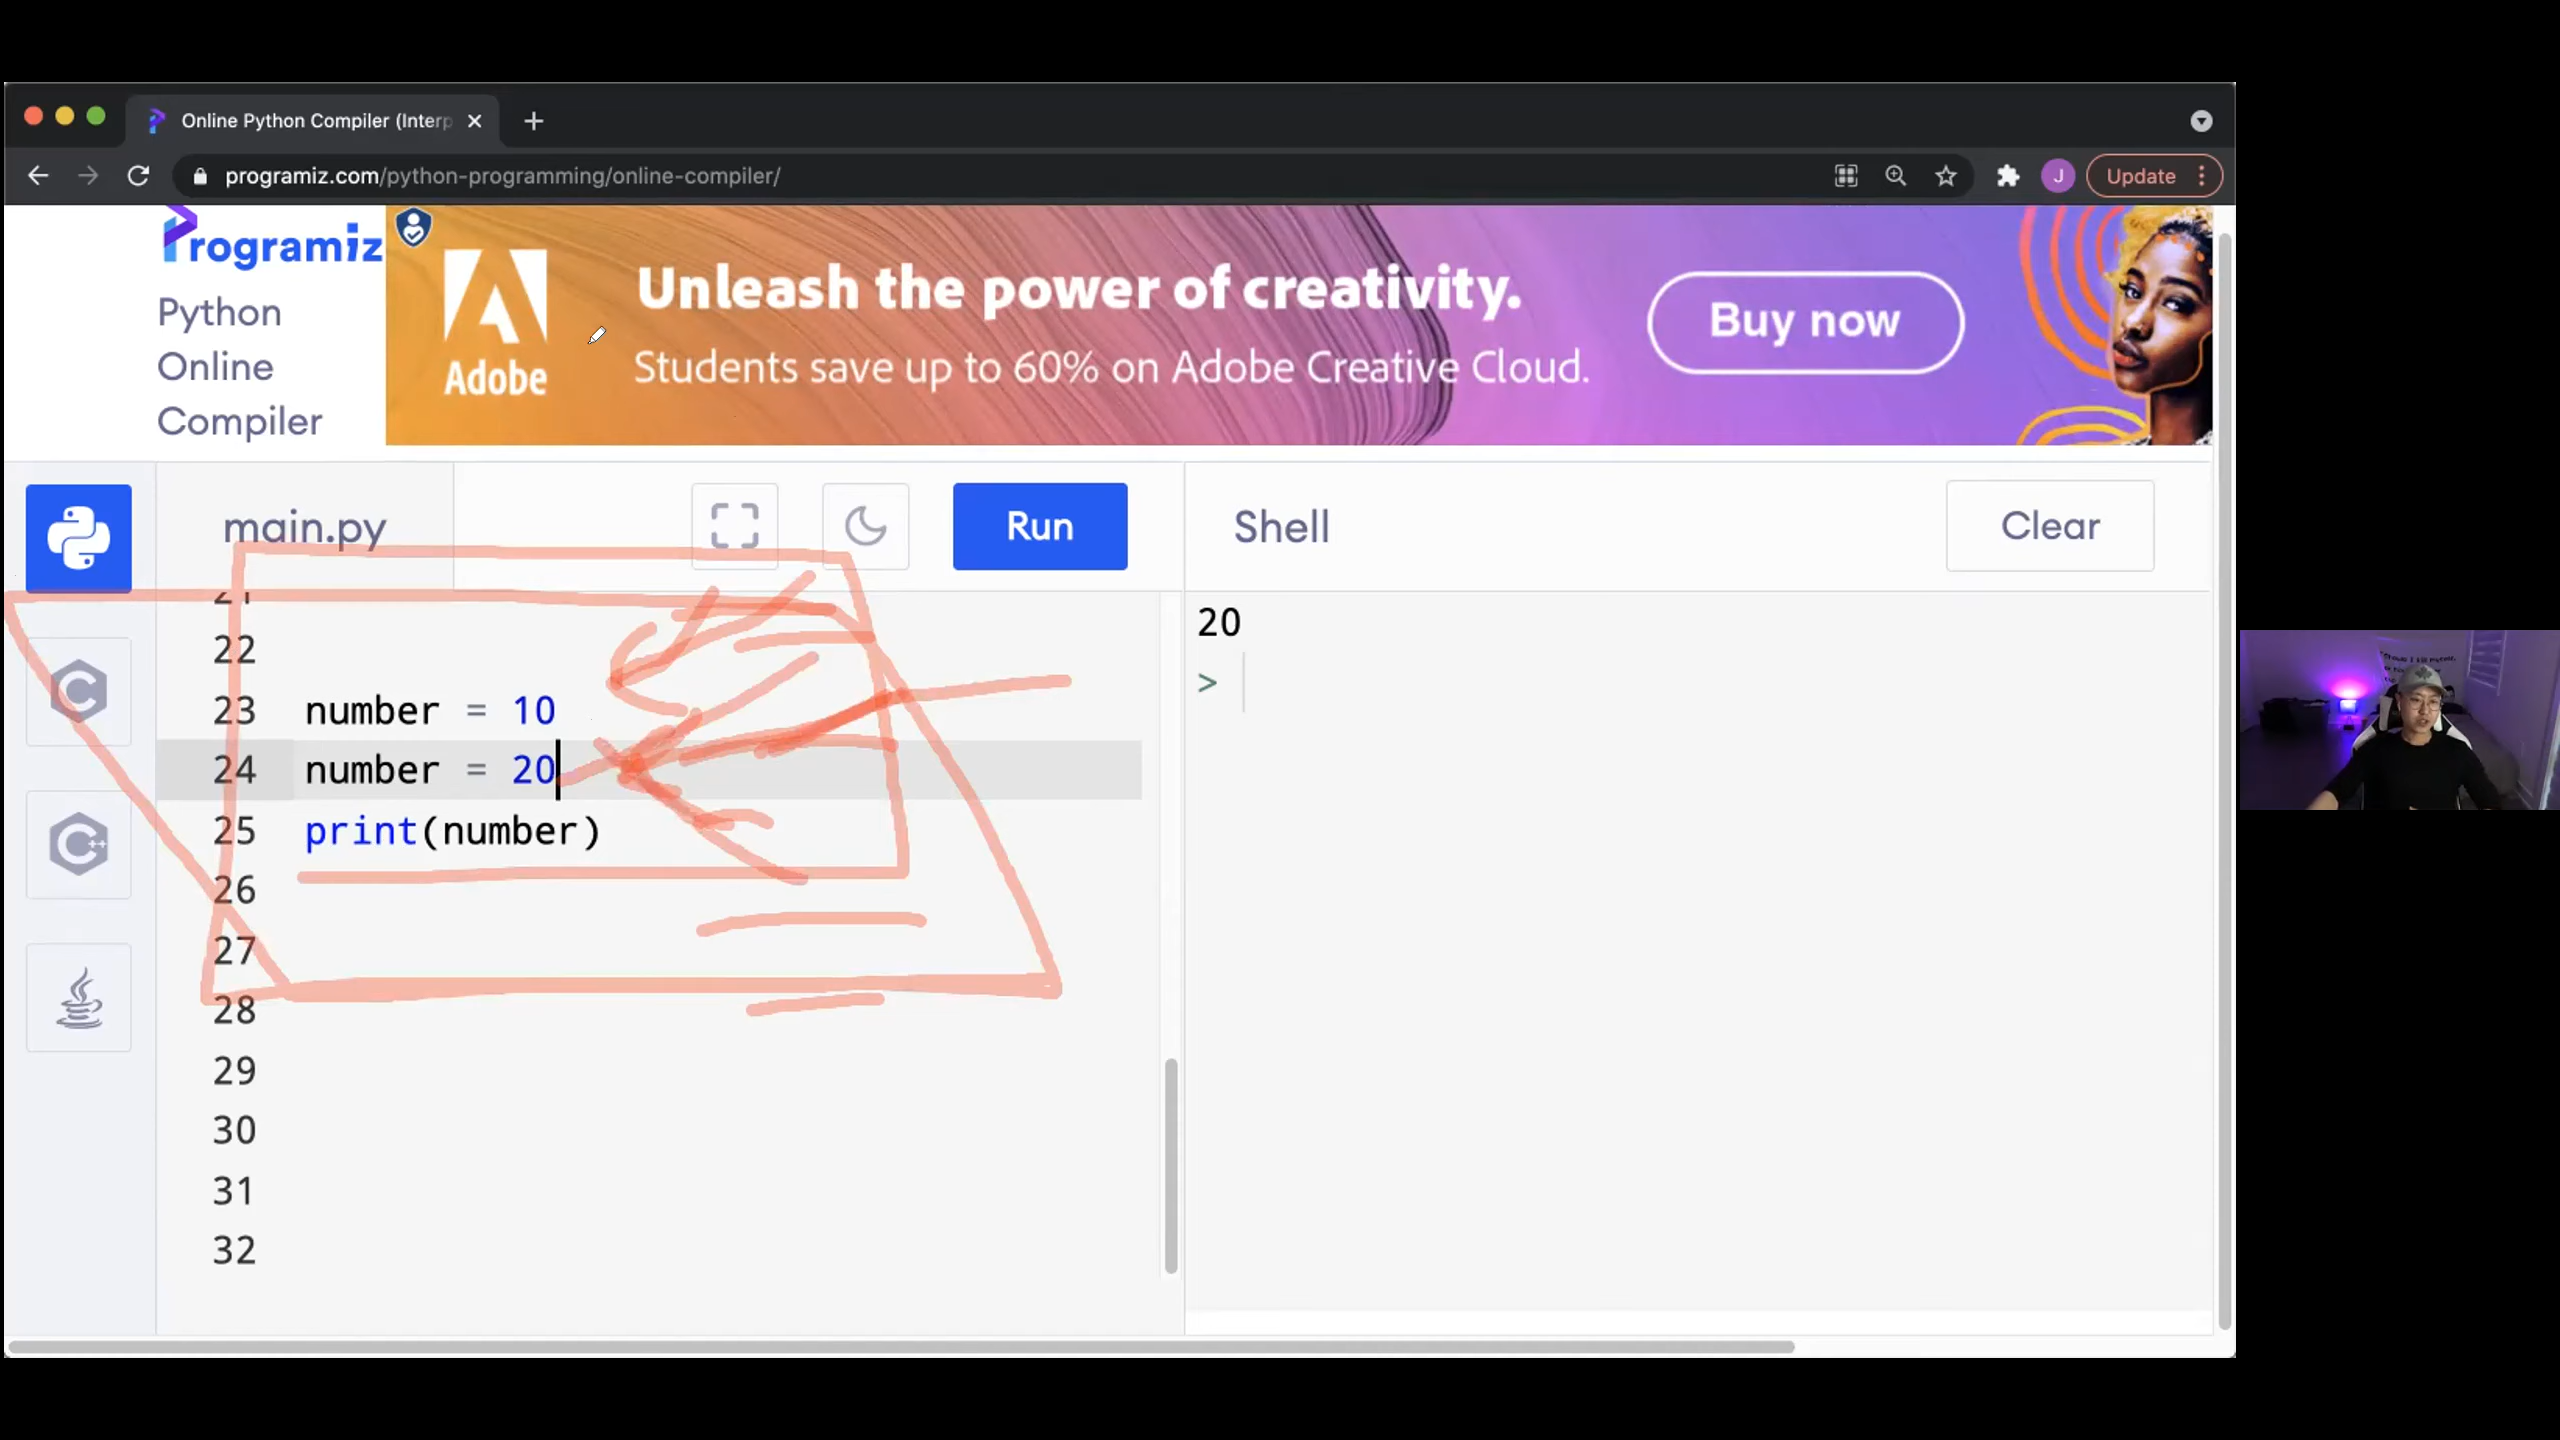 Online Python Compiler (Interp
programiz.com/python-programming/online-compiler/
J
Update
Programiz
Python
Online
Compiler
Adobe
Unleash the power of creativity.
Students save up to 60% on Adobe Creative Cloud.
Buy now
main.py
Run
Shell
Clear
21
22
23 number = 10
24 number = 20
25 print(number)
26
27
28
29
30
31
32
20
>
C
C++